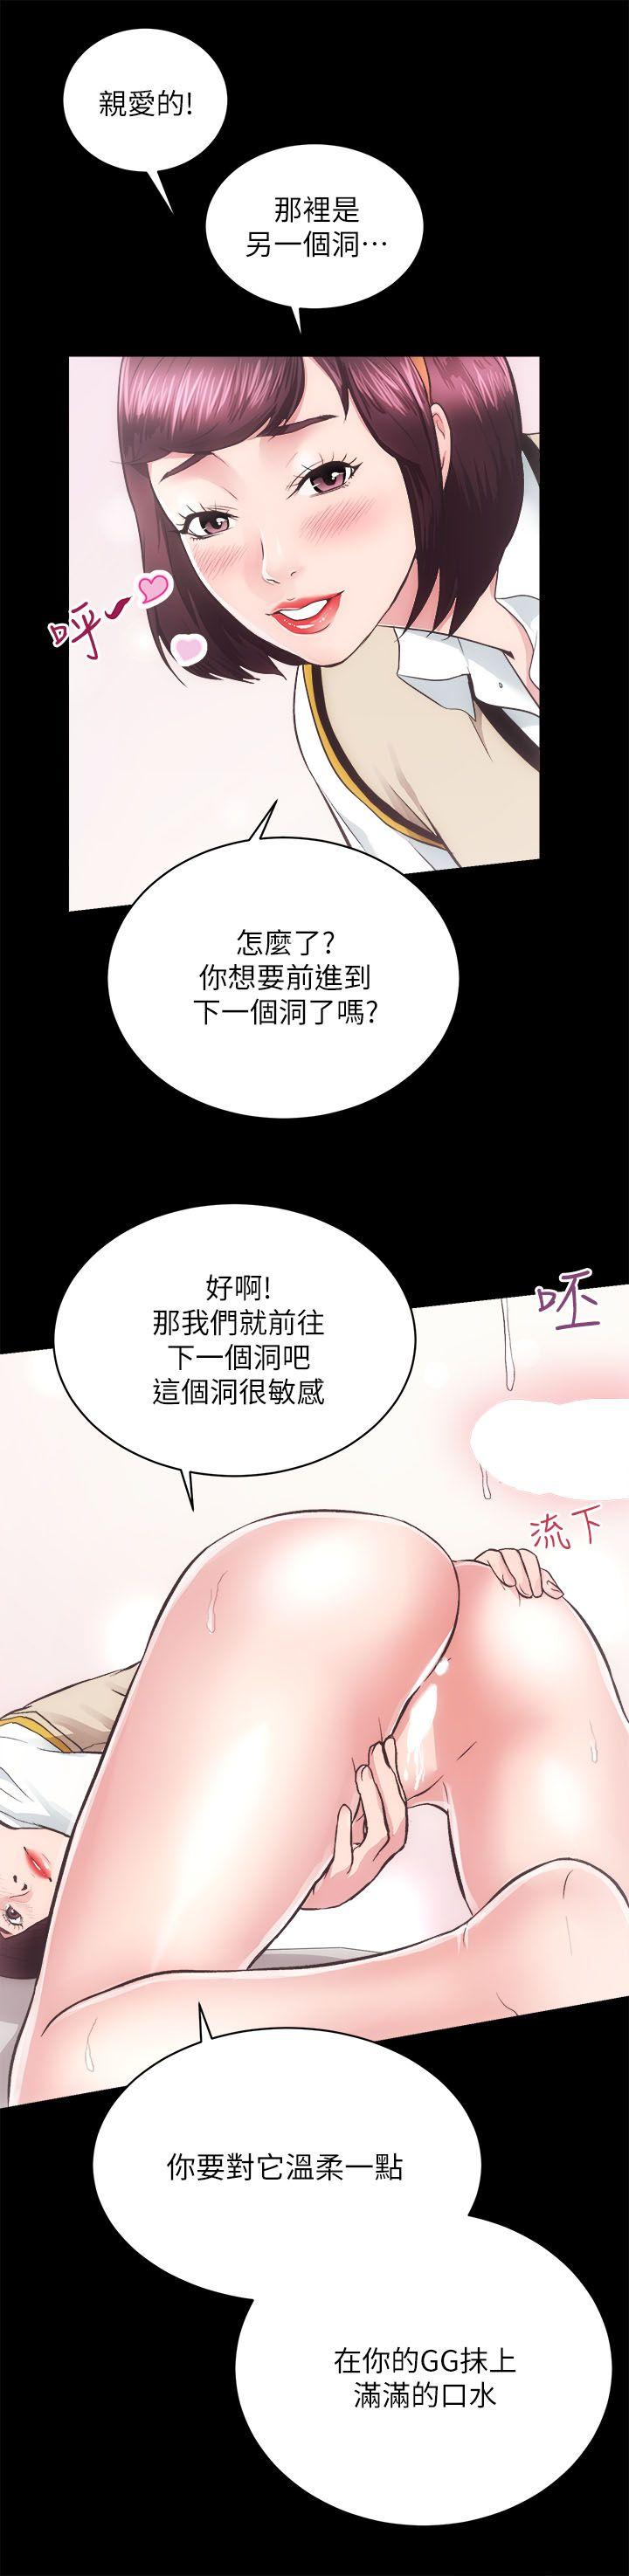 親愛的!
那裡是
另一個洞…
呼~
怎麼了?
你想要前進到
下一個洞了嗎?
好啊!
那我們就前往
下一個洞吧
這個洞很敏感
呸
流下
你要對它溫柔一點
在你的GG抹上
滿滿的口水